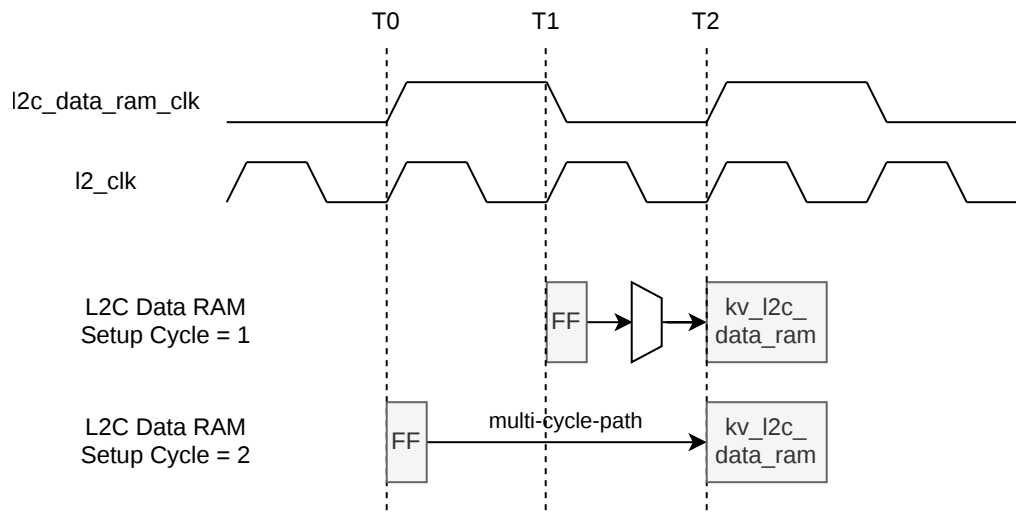 T0 T1 T2
l2c_data_ram_clk
l2_clk
L2C Data RAM
Setup Cycle = 1
FF
kv_l2c_
data_ram
L2C Data RAM
Setup Cycle = 2
FF
multi-cycle-path
kv_l2c_
data_ram